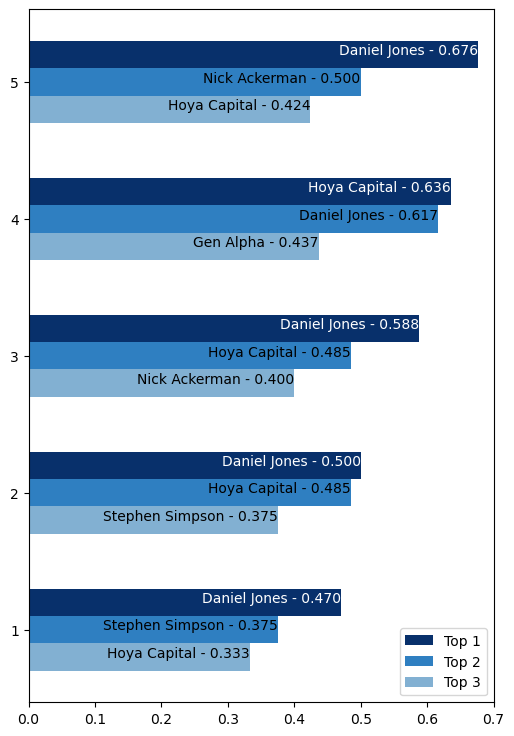 Daniel Jones - 0.676
5
Nick Ackerman - 0.500
Hoya Capital - 0.424
Hoya Capital - 0.636
4
Daniel Jones - 0.617
Gen Alpha - 0.437
Daniel Jones - 0.588
3
Hoya Capital - 0.485
Nick Ackerman - 0.400
Daniel Jones - 0.500
2
Hoya Capital - 0.485
Stephen Simpson - 0.375
Daniel Jones - 0.470
1
Stephen Simpson - 0.375
Hoya Capital - 0.333
Top 1
Top 2
Top 3
0.0 0.1 0.2 0.3 0.4 0.5 0.6 0.7